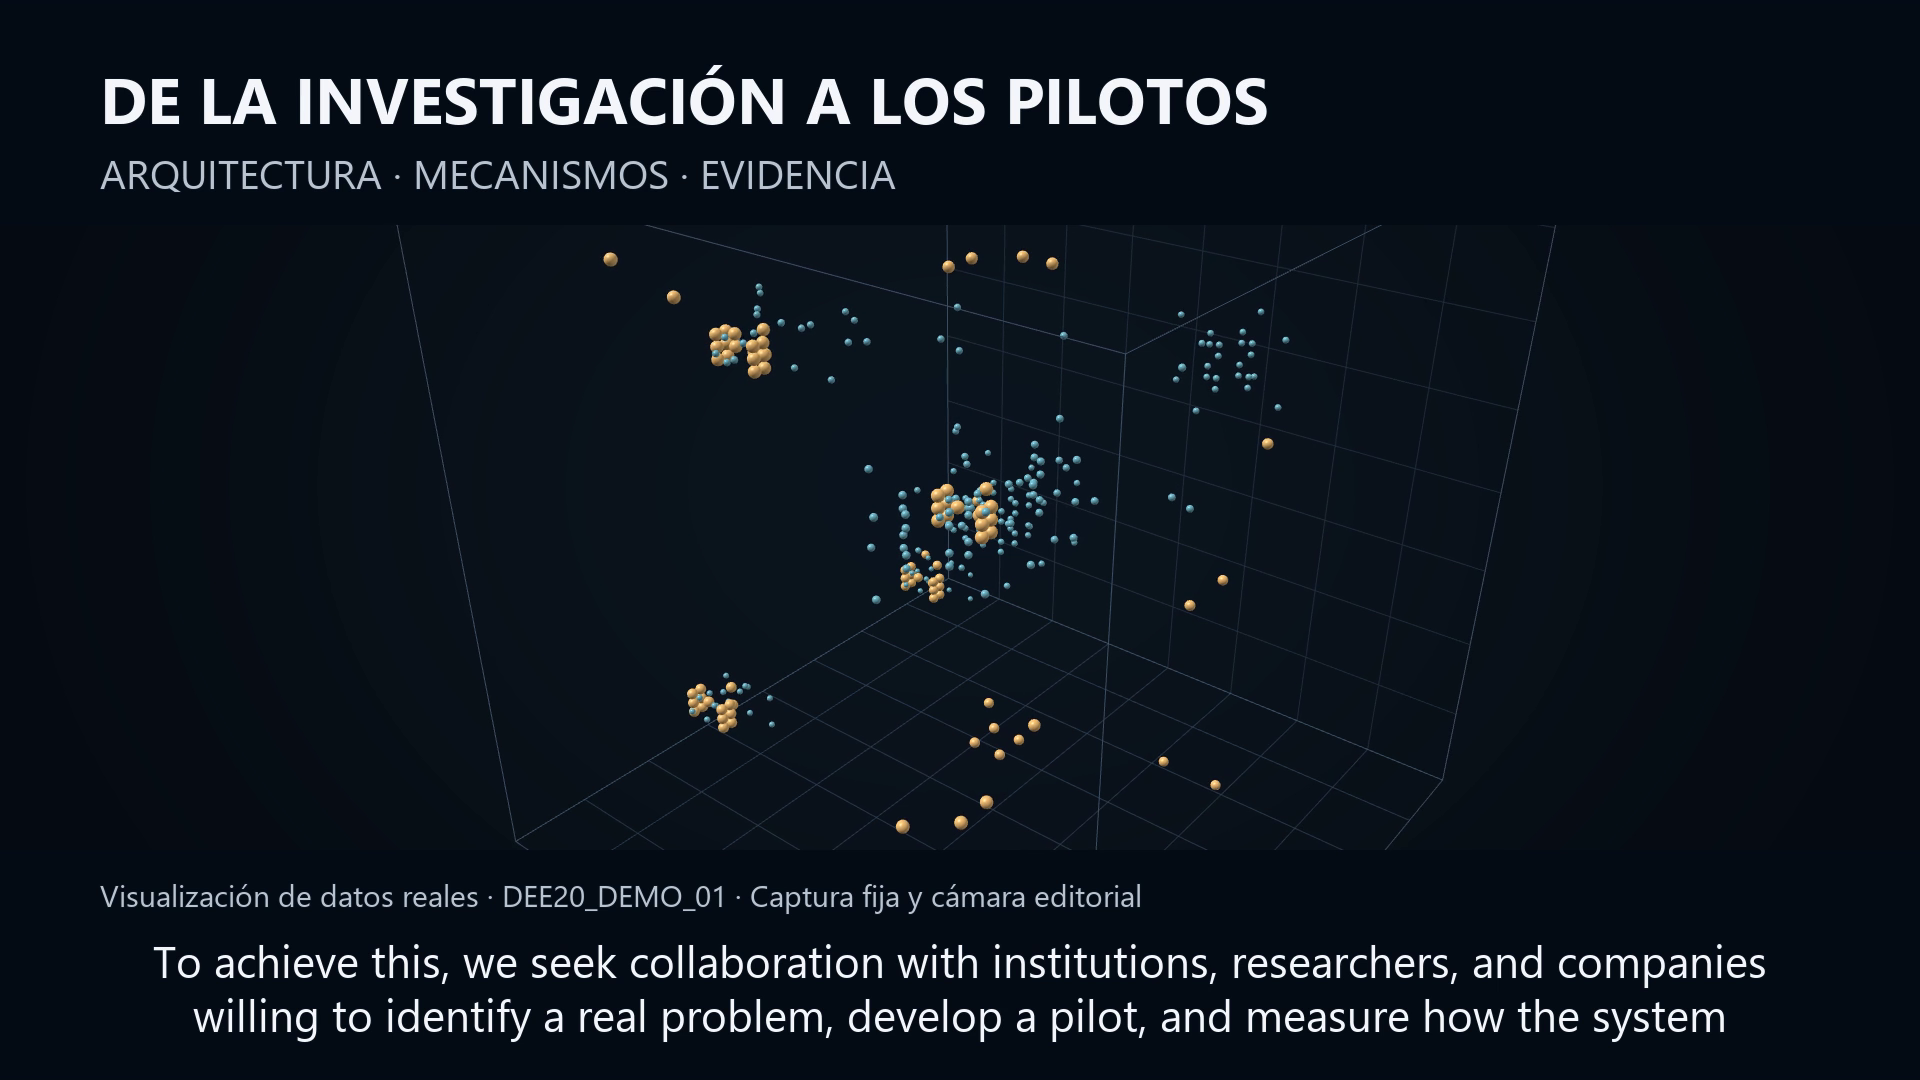 DE LA INVESTIGACIÓN A LOS PILOTOS
ARQUITECTURA · MECANISMOS · EVIDENCIA
Visualización de datos reales · DEE20_DEMO_01 · Captura fija y cámara editorial
To achieve this, we seek collaboration with institutions, researchers, and companies
willing to identify a real problem, develop a pilot, and measure how the system